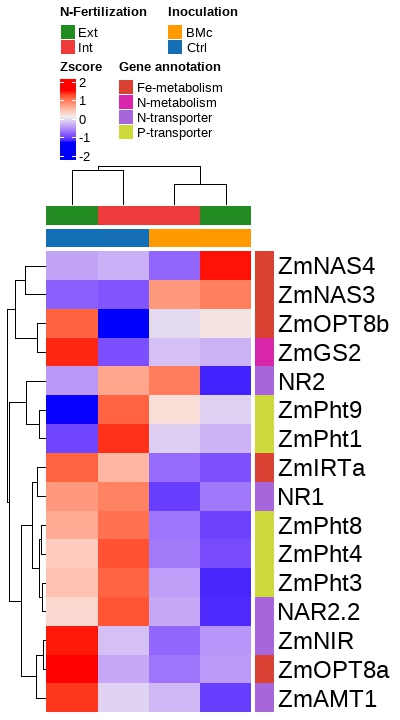 N-Fertilization
Inoculation
Ext
Int
BMc
Ctrl
Zscore
2
1
0
-1
-2
Gene annotation
Fe-metabolism
N-metabolism
N-transporter
P-transporter
ZmNAS4
ZmNAS3
ZmOPT8b
ZmGS2
NR2
ZmPht9
ZmPht1
ZmIRTa
NR1
ZmPht8
ZmPht4
ZmPht3
NAR2.2
ZmNIR
ZmOPT8a
ZmAMT1